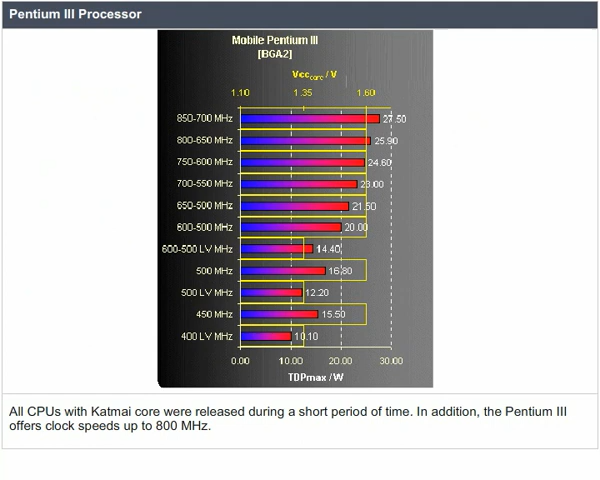 Pentium III Processor
Mobile Pentium III
[BGA2]
Vcc core / V
1.10 1.35 1.60
850-700 MHz 27.50
800-650 MHz 25.90
750-600 MHz 24.60
700-550 MHz 23.00
650-500 MHz 21.50
600-500 MHz 20.00
600-500 LV MHz 14.40
500 MHz 16.80
500 LV MHz 12.20
450 MHz 15.50
400 LV MHz 10.10
0.00 10.00 20.00 30.00
TDPmax / W
All CPUs with Katmai core were released during a short period of time. In addition, the Pentium III
offers clock speeds up to 800 MHz.